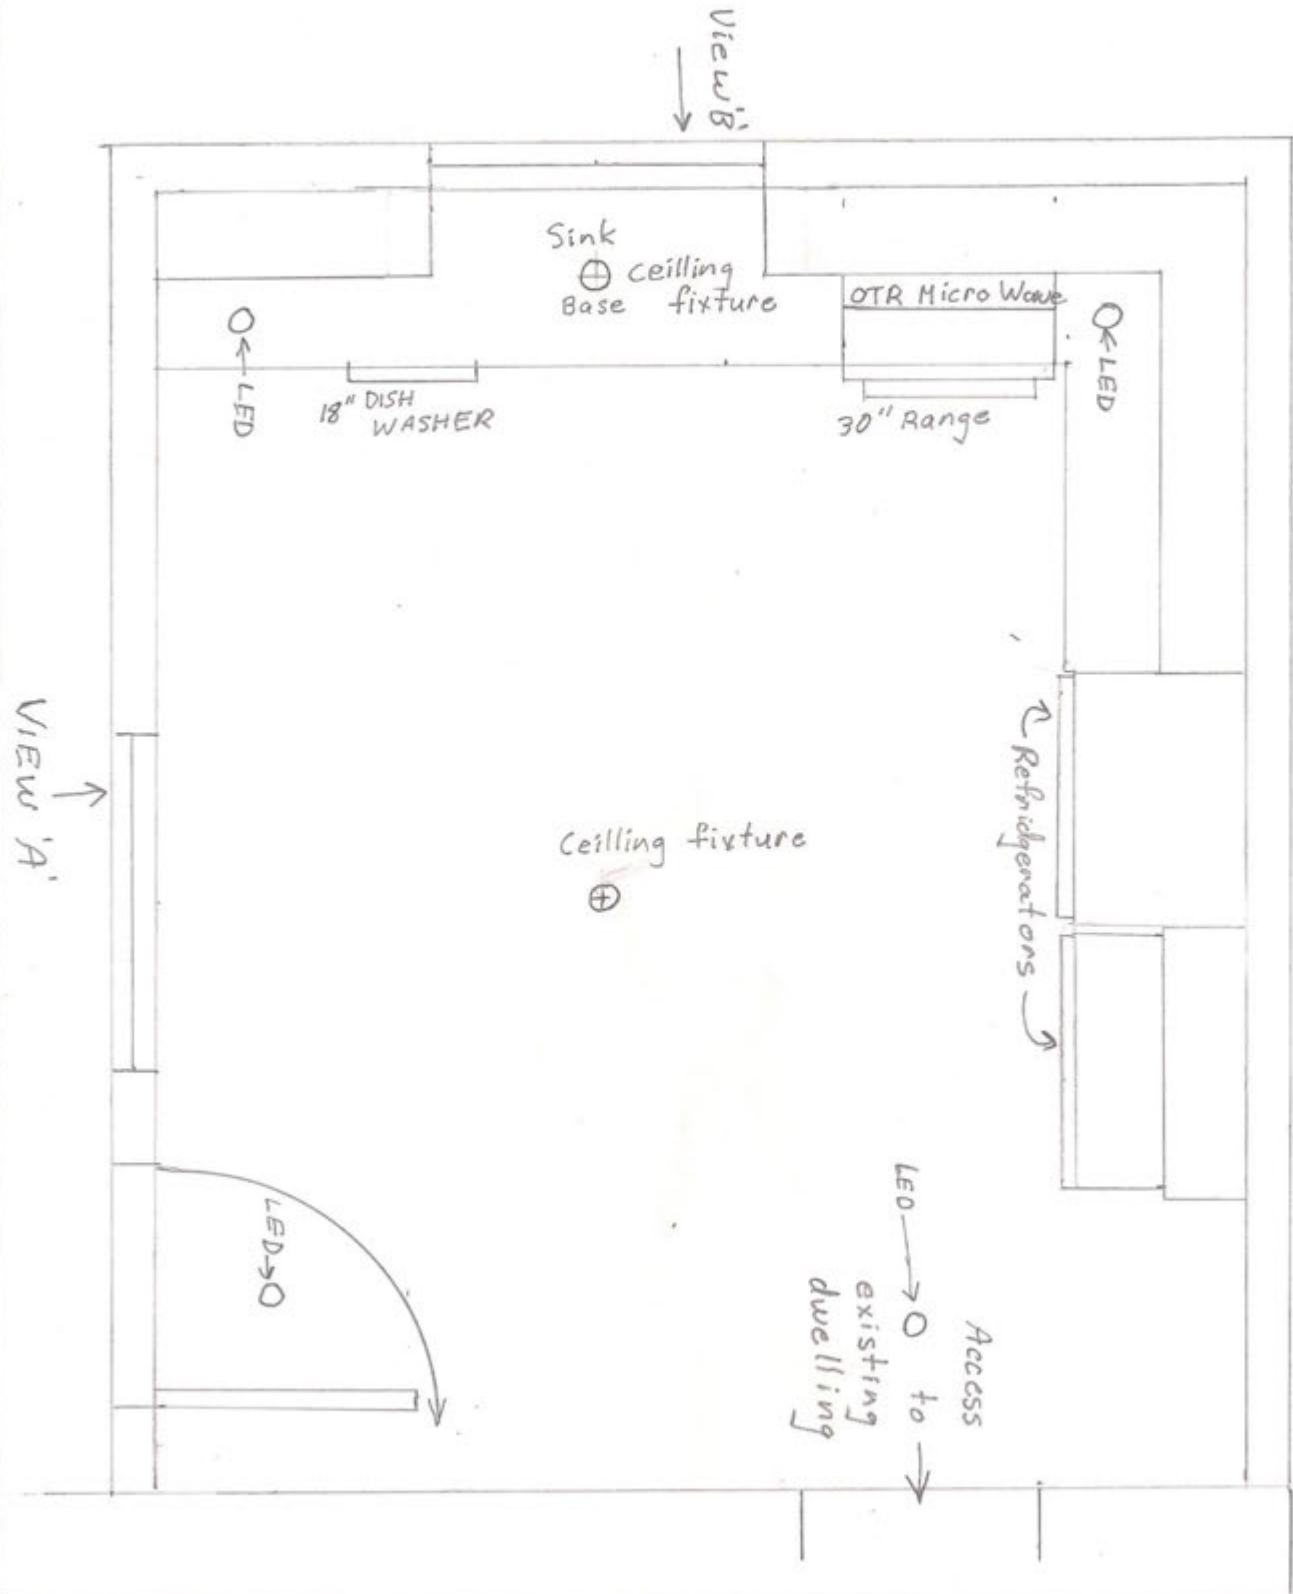 View 'B'
Sink
Ceilling
Base fixture
OTR Micro Wave
LED
LED
18" DISH
WASHER
30" Range
VIEW 'A'
Refridgerators
Ceilling fixture
LED
LED
Access
to
existing
dwelling